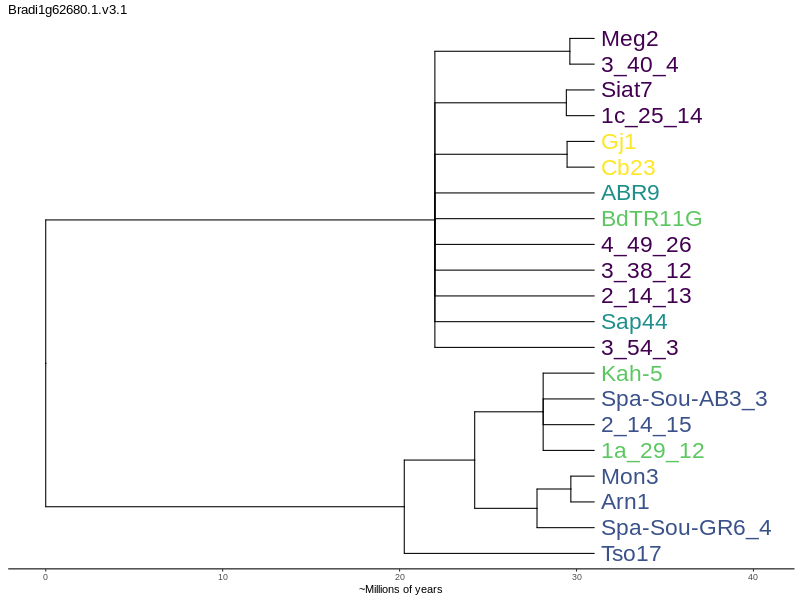 Bradi1g62680.1.v3.1
Meg2
3_40_4
Siat7
1c_25_14
Gj1
Cb23
ABR9
BdTR11G
4_49_26
3_38_12
2_14_13
Sap44
3_54_3
Kah-5
Spa-Sou-AB3_3
2_14_15
1a_29_12
Mon3
Arn1
Spa-Sou-GR6_4
Tso17
0 10 20 30 40
~Millions of years